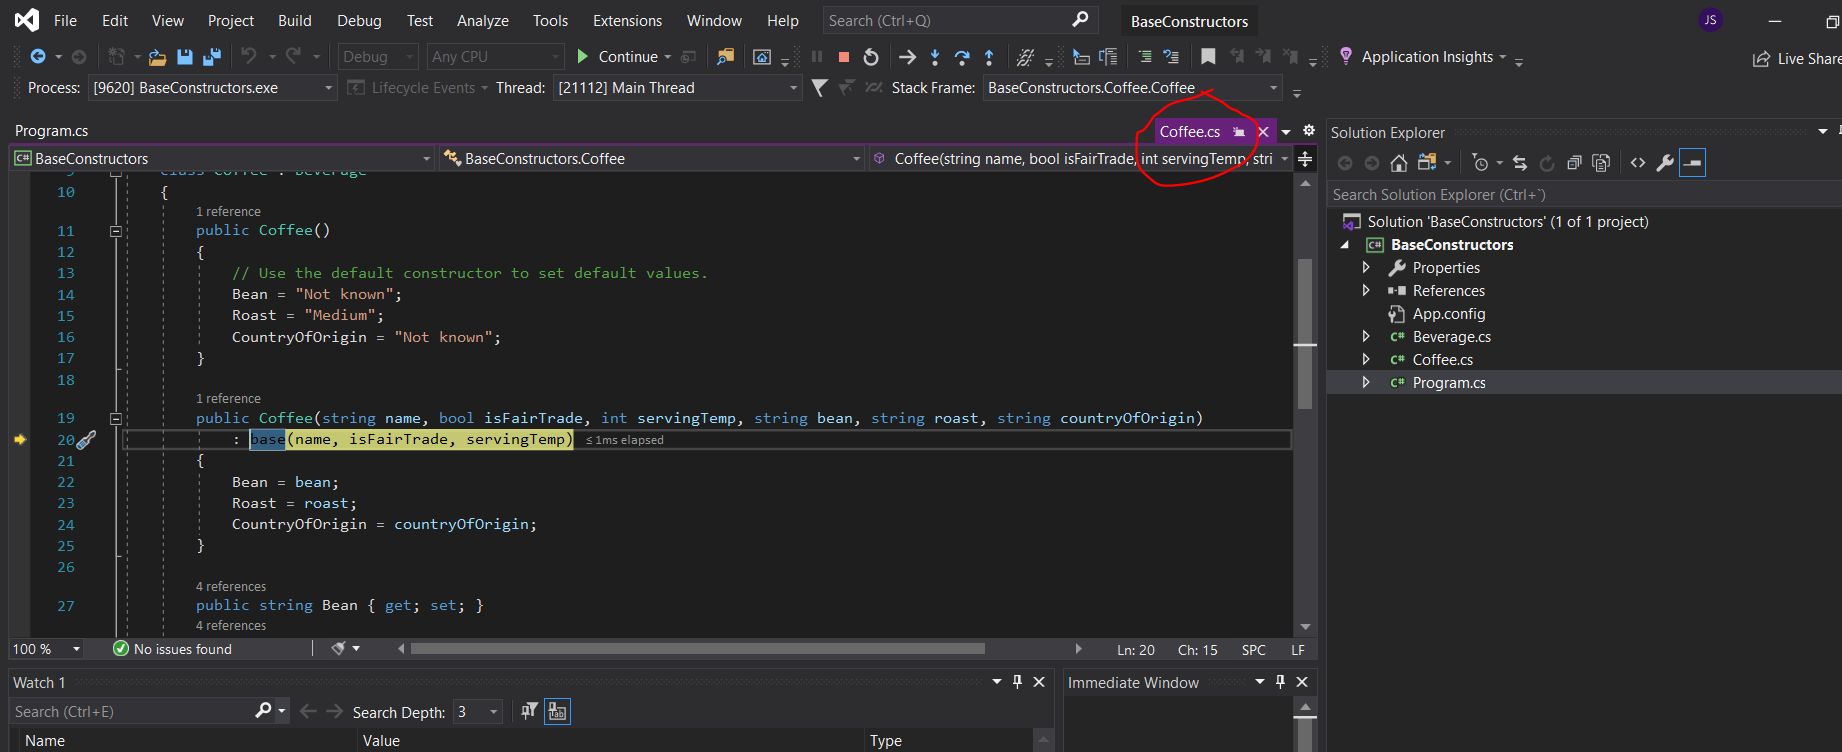 File Edit View Project Build Debug Test Analyze Tools Extensions Window Help Search (Ctrl+Q) BaseConstructors JS
Debug Any CPU Continue Application Insights Live Share
Process: [9620] BaseConstructors.exe Lifecycle Events Thread: [21112] Main Thread Stack Frame: BaseConstructors.Coffee.Coffee
Program.cs Coffee.cs
BaseConstructors BaseConstructors.Coffee Coffee(string name, bool isFairTrade, int servingTemp, stri
9 class Coffee : Beverage
10 {
1 reference
11 public Coffee()
12 {
13 // Use the default constructor to set default values.
14 Bean = "Not known";
15 Roast = "Medium";
16 CountryOfOrigin = "Not known";
17 }
18
1 reference
19 public Coffee(string name, bool isFairTrade, int servingTemp, string bean, string roast, string countryOfOrigin)
20 : base(name, isFairTrade, servingTemp) ≤ 1ms elapsed
21 {
22 Bean = bean;
23 Roast = roast;
24 CountryOfOrigin = countryOfOrigin;
25 }
26
4 references
27 public string Bean { get; set; }
4 references
100 % No issues found Ln: 20 Ch: 15 SPC LF
Watch 1
Search (Ctrl+E) Search Depth: 3
Name Value Type
Immediate Window
Solution Explorer
Search Solution Explorer (Ctrl+`)
Solution 'BaseConstructors' (1 of 1 project)
C# BaseConstructors
Properties
References
App.config
C# Beverage.cs
C# Coffee.cs
C# Program.cs